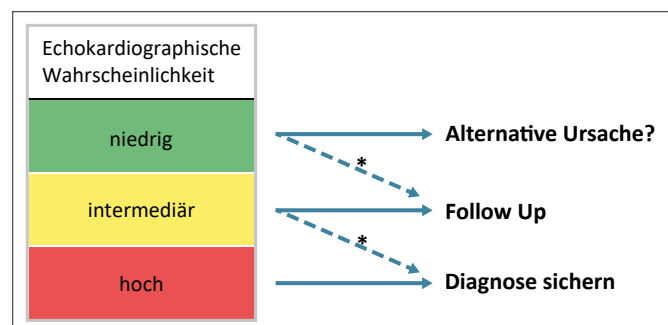 Echokardiographische
Wahrscheinlichkeit
niedrig
Alternative Ursache?
*
intermediär
Follow Up
*
hoch
Diagnose sichern